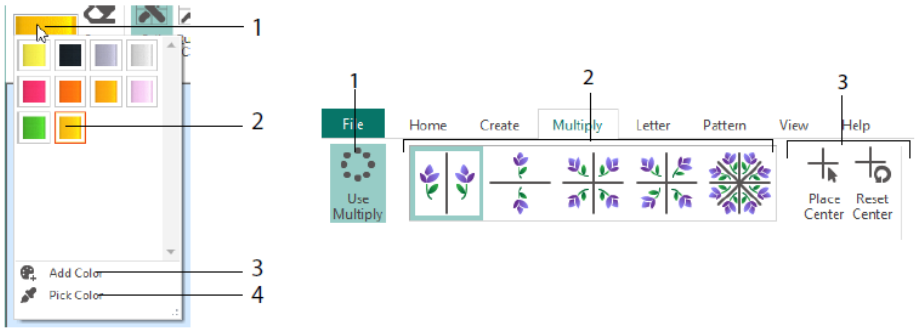 1
2
Add Color
3
Pick Color
4
1
2
3
File
Home
Create
Multiply
Letter
Pattern
View
Help
Use
Multiply
Place
Center
Reset
Center